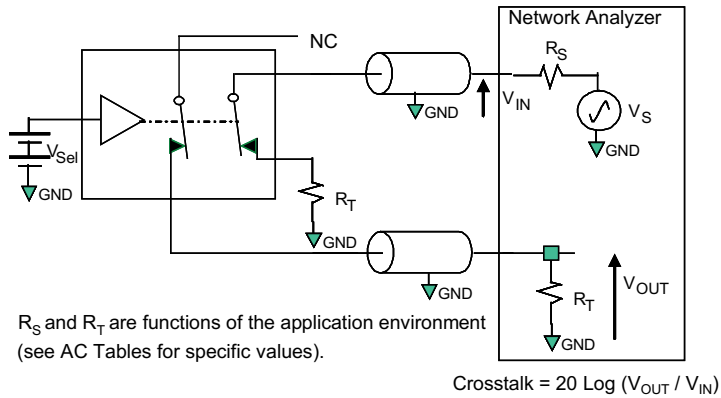 Network Analyzer
NC
R_S
GND
V_IN
V_S
GND
V_Sel
GND
R_T
GND
GND
R_T
V_OUT
GND
R_S and R_T are functions of the application environment
(see AC Tables for specific values).
Crosstalk = 20 Log (V_OUT / V_IN)